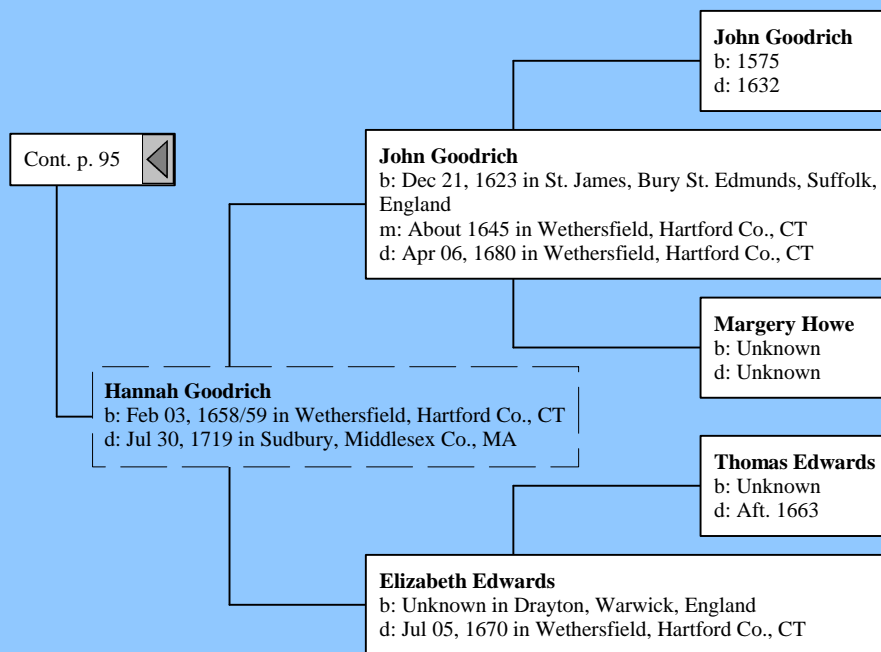 John Goodrich
b: 1575
d: 1632
Cont. p. 95
John Goodrich
b: Dec 21, 1623 in St. James, Bury St. Edmunds, Suffolk,
England
m: About 1645 in Wethersfield, Hartford Co., CT
d: Apr 06, 1680 in Wethersfield, Hartford Co., CT
Margery Howe
b: Unknown
d: Unknown
Hannah Goodrich
b: Feb 03, 1658/59 in Wethersfield, Hartford Co., CT
d: Jul 30, 1719 in Sudbury, Middlesex Co., MA
Thomas Edwards
b: Unknown
d: Aft. 1663
Elizabeth Edwards
b: Unknown in Drayton, Warwick, England
d: Jul 05, 1670 in Wethersfield, Hartford Co., CT